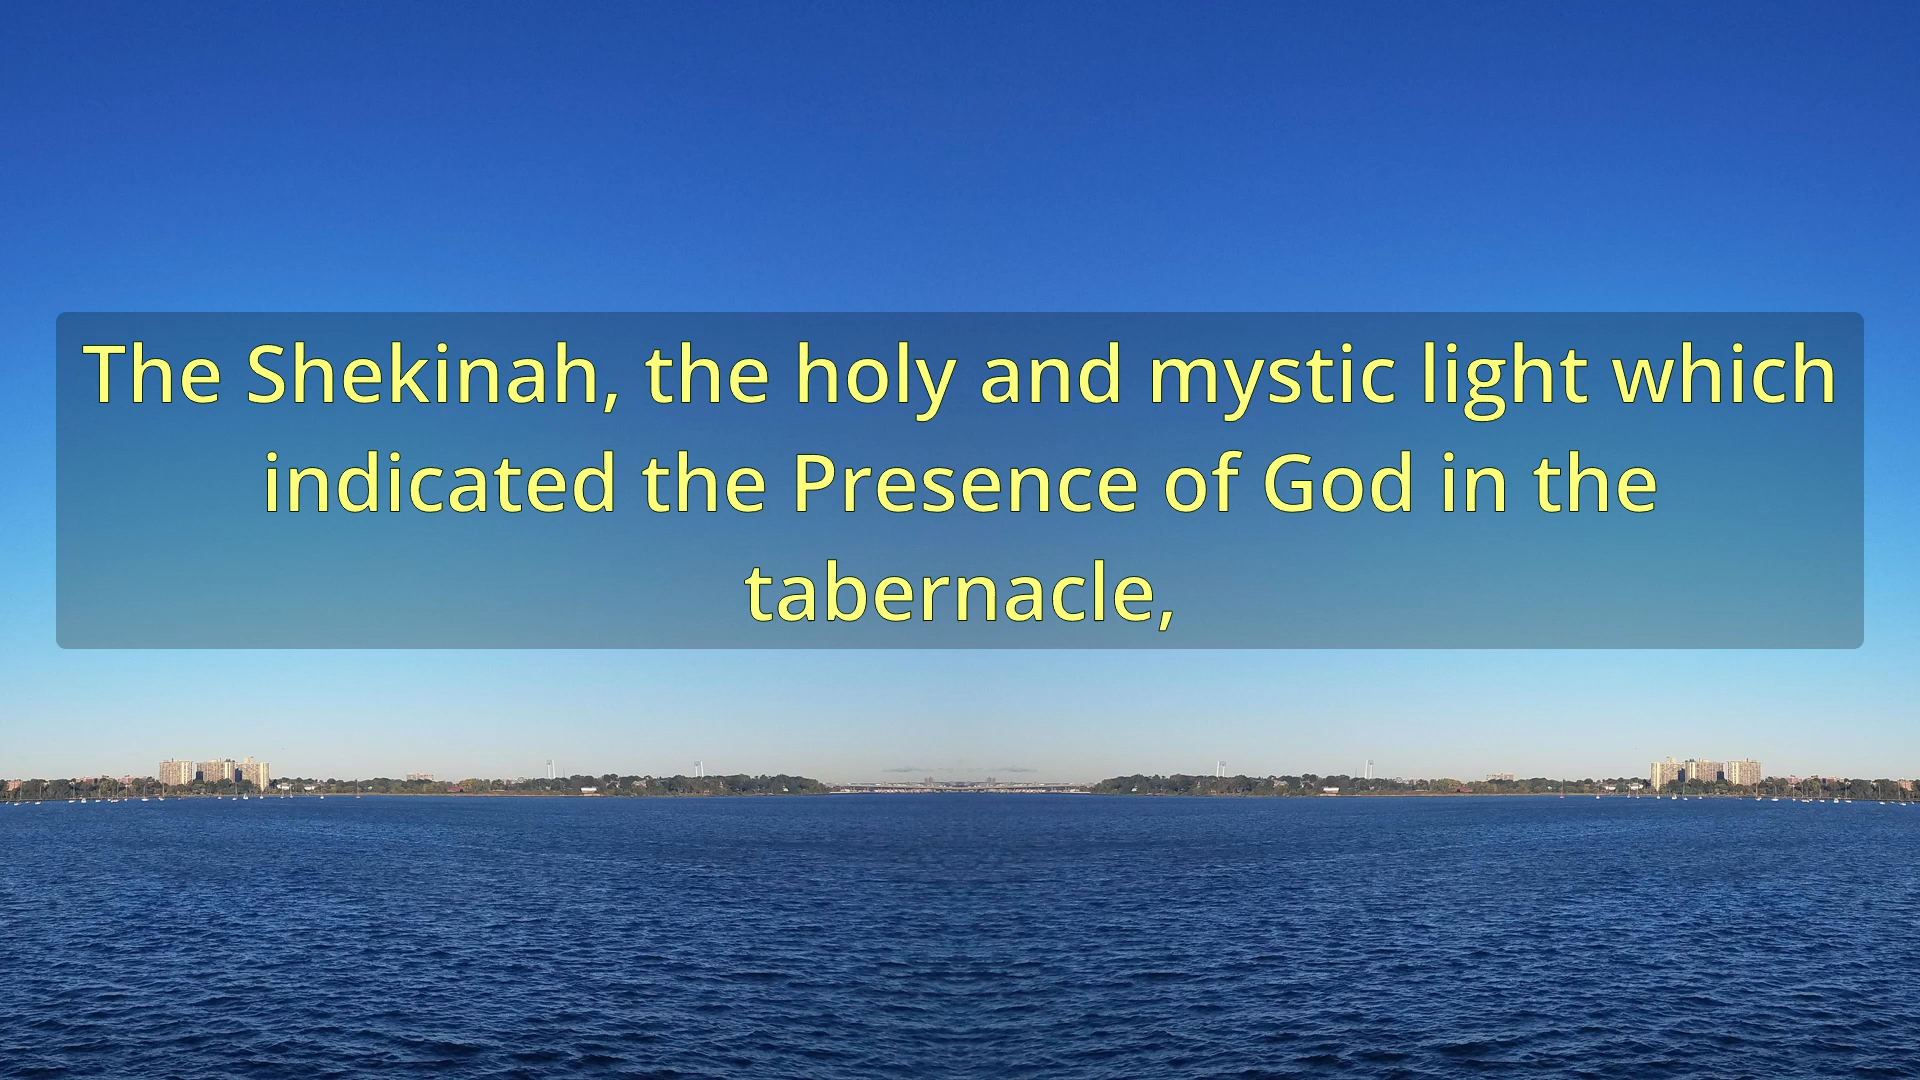 The Shekinah, the holy and mystic light which
indicated the Presence of God in the
tabernacle,